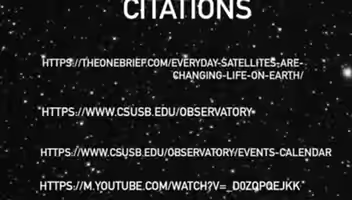 CITATIONS
HTTPS://THEONEBRIEF.COM/EVERYDAY-SATELLITES-ARE-
CHANGING-LIFE-ON-EARTH/
HTTPS://WWW.CSUSB.EDU/OBSERVATORY
HTTPS://WWW.CSUSB.EDU/OBSERVATORY/EVENTS-CALENDAR